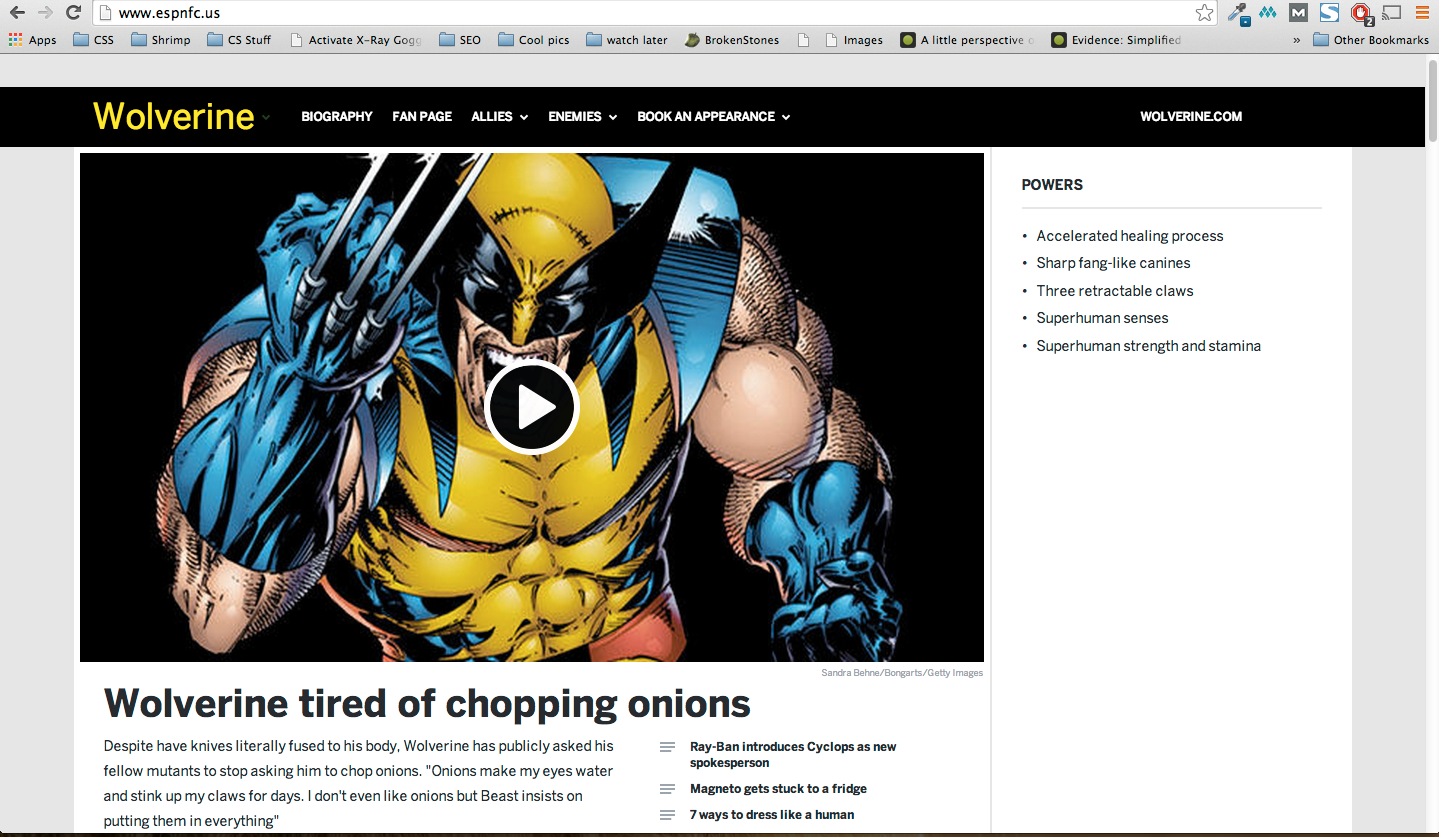 www.espnfc.us
Apps CSS Shrimp CS Stuff Activate X-Ray Gogg SEO Cool pics watch later BrokenStones Images A little perspective Evidence: Simplified » Other Bookmarks
Wolverine BIOGRAPHY FAN PAGE ALLIES ENEMIES BOOK AN APPEARANCE WOLVERINE.COM
POWERS
• Accelerated healing process
• Sharp fang-like canines
• Three retractable claws
• Superhuman senses
• Superhuman strength and stamina
Sandra Behne/Bongarts/Getty Images
Wolverine tired of chopping onions
Despite have knives literally fused to his body, Wolverine has publicly asked his
fellow mutants to stop asking him to chop onions. "Onions make my eyes water
and stink up my claws for days. I don't even like onions but Beast insists on
putting them in everything"
Ray-Ban introduces Cyclops as new
spokesperson
Magneto gets stuck to a fridge
7 ways to dress like a human